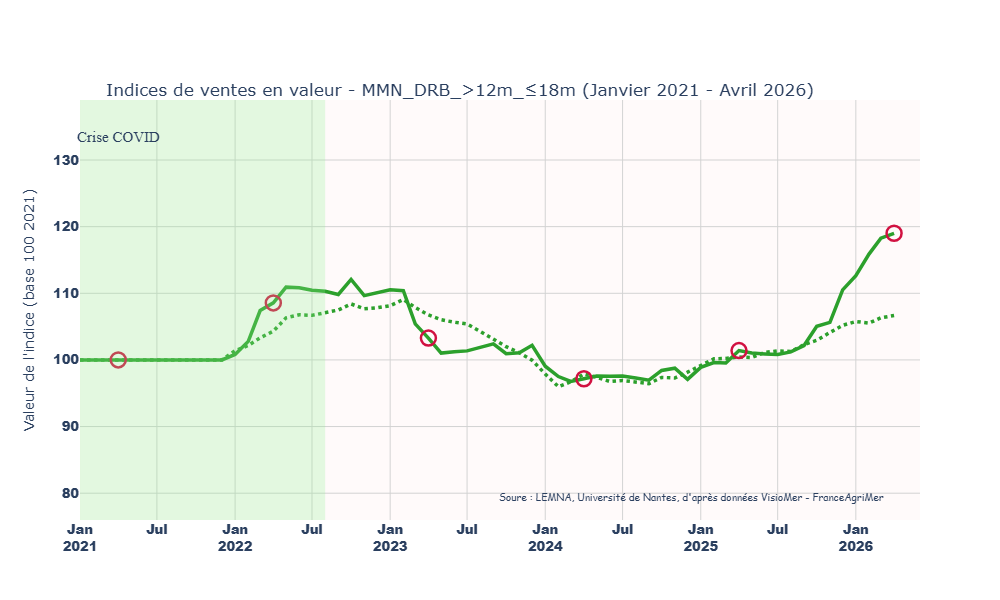 Indices de ventes en valeur - MMN_DRB_>12m_≤18m (Janvier 2021 - Avril 2026)
Crise COVID
Valeur de l'indice (base 100 2021)
130
120
110
100
90
80
Soure : LEMNA, Université de Nantes, d'après données VisioMer - FranceAgriMer
Jan Jul Jan Jul Jan Jul Jan Jul Jan Jul Jan
2021 2022 2023 2024 2025 2026